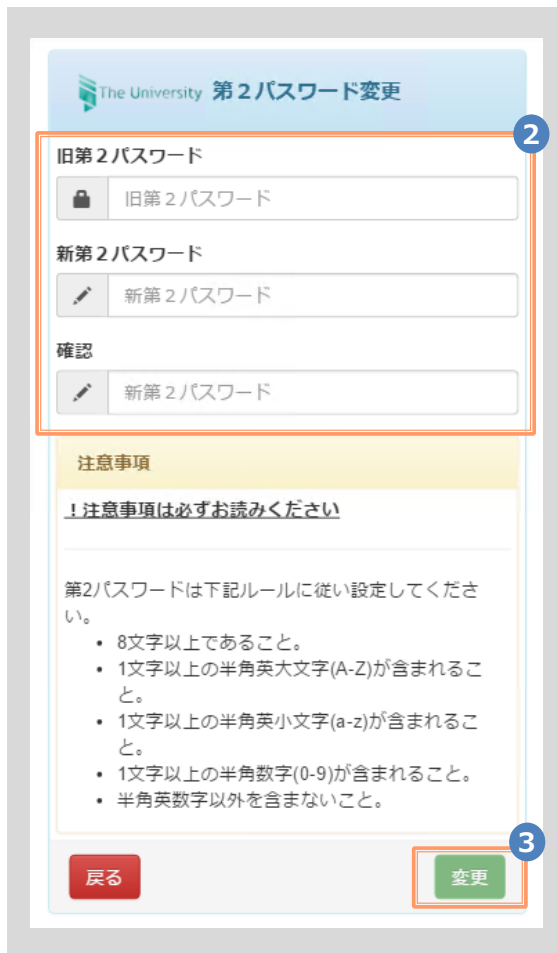 The University 第２パスワード変更
2
旧第２パスワード
旧第２パスワード
新第２パスワード
新第２パスワード
確認
新第２パスワード
注意事項
！注意事項は必ずお読みください
第2パスワードは下記ルールに従い設定してくださ
い。
• 8文字以上であること。
• 1文字以上の半角英大文字(A-Z)が含まれるこ
と。
• 1文字以上の半角英小文字(a-z)が含まれるこ
と。
• 1文字以上の半角数字(0-9)が含まれること。
• 半角英数字以外を含まないこと。
3
戻る 変更